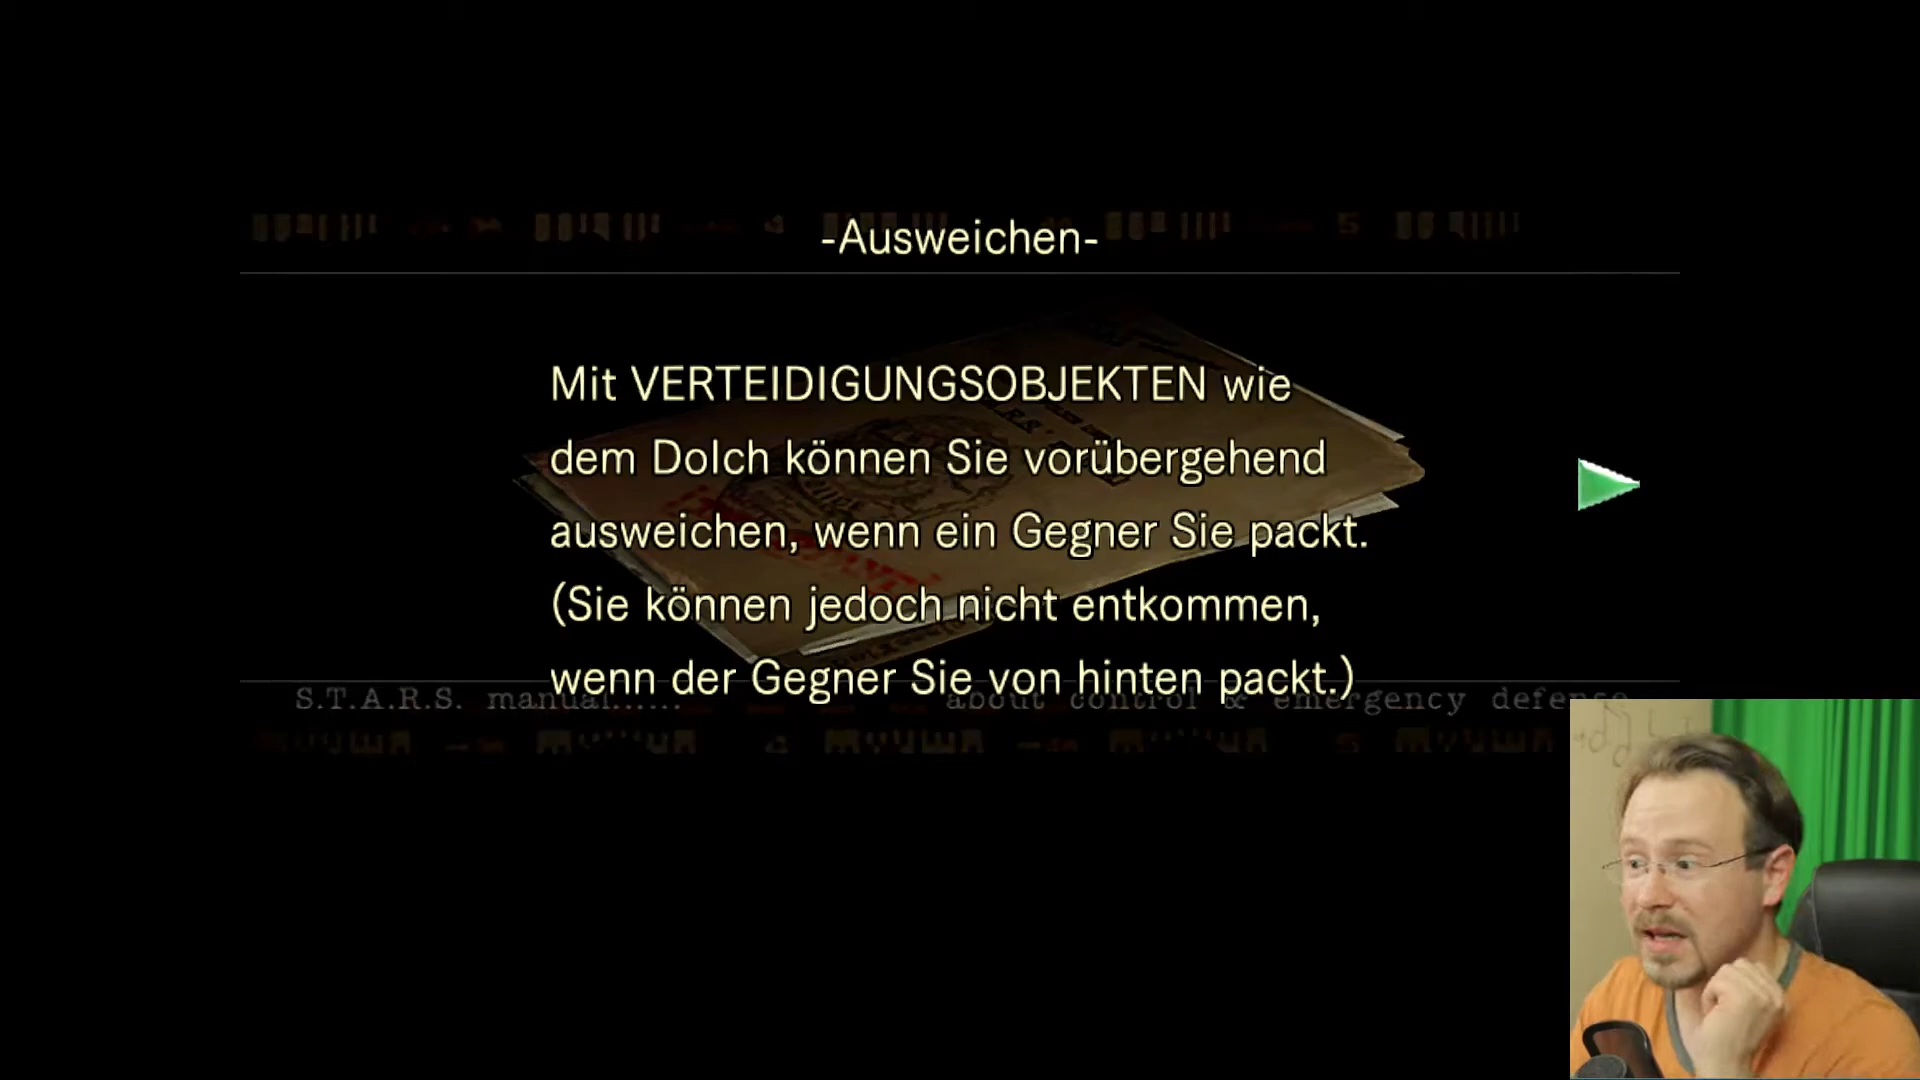 -Ausweichen-
Mit VERTEIDIGUNGSOBJEKTEN wie
dem Dolch können Sie vorübergehend
ausweichen, wenn ein Gegner Sie packt.
(Sie können jedoch nicht entkommen,
wenn der Gegner Sie von hinten packt.)
S.T.A.R.S. manual...... about control & emergency defense